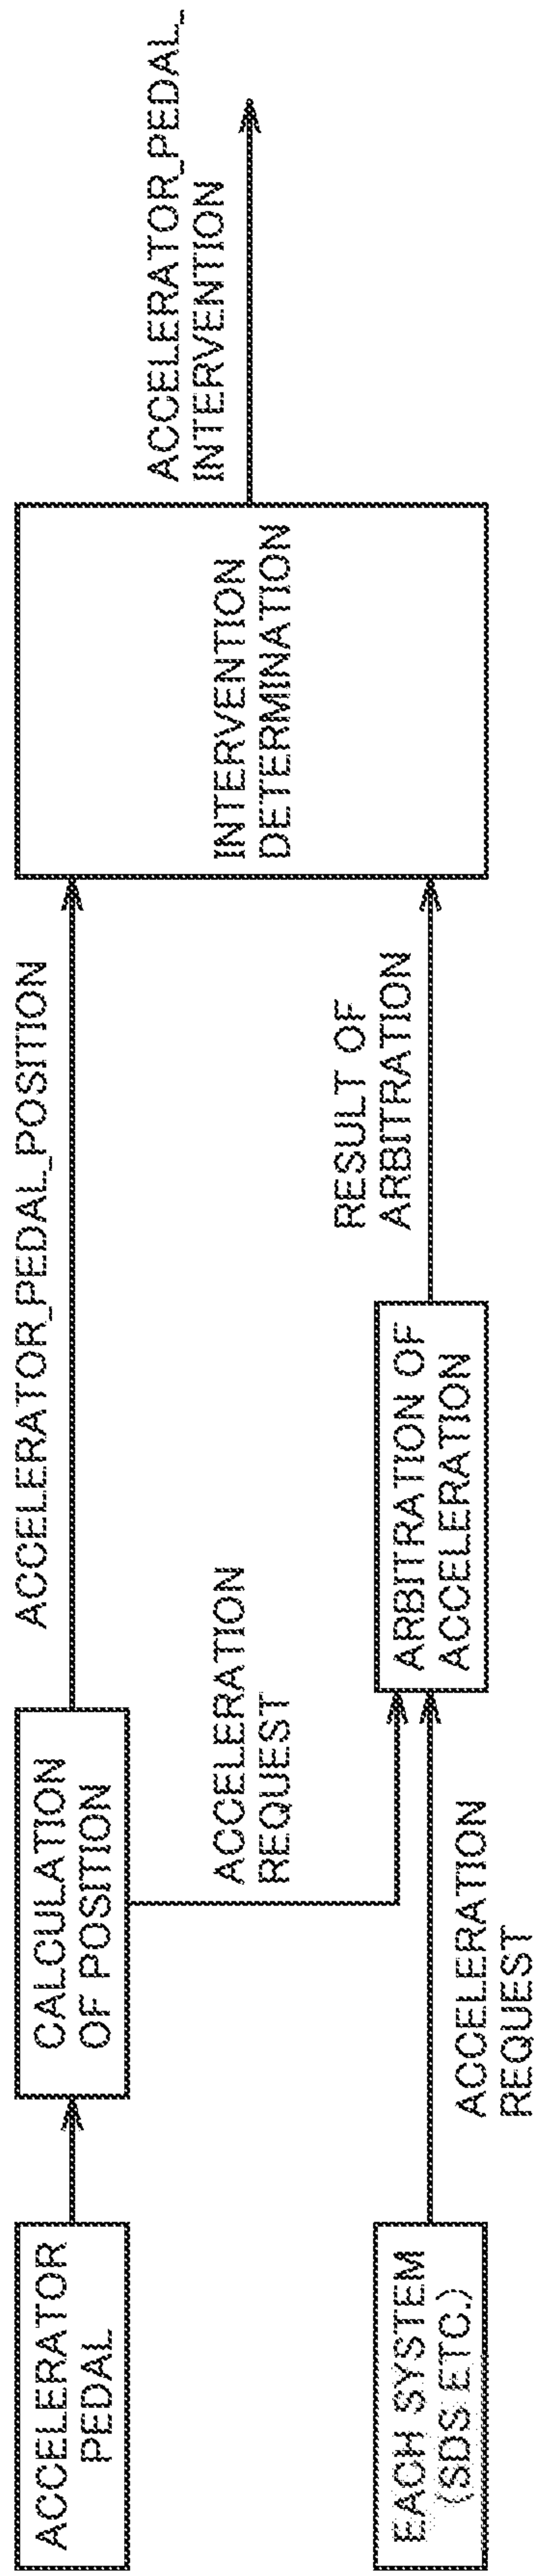 ACCELERATOR
PEDAL
CALCULATION
OF POSITION
ACCELERATOR_PEDAL_POSITION
ACCELERATION
REQUEST
EACH SYSTEM
(SDS ETC.)
ACCELERATION
REQUEST
ARBITRATION OF
ACCELERATION
RESULT OF
ARBITRATION
INTERVENTION
DETERMINATION
ACCELERATOR_PEDAL_
INTERVENTION